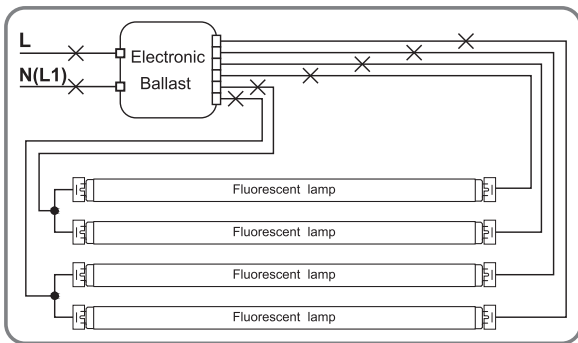 L
N(L1)
Electronic
Ballast
Fluorescent lamp
Fluorescent lamp
Fluorescent lamp
Fluorescent lamp